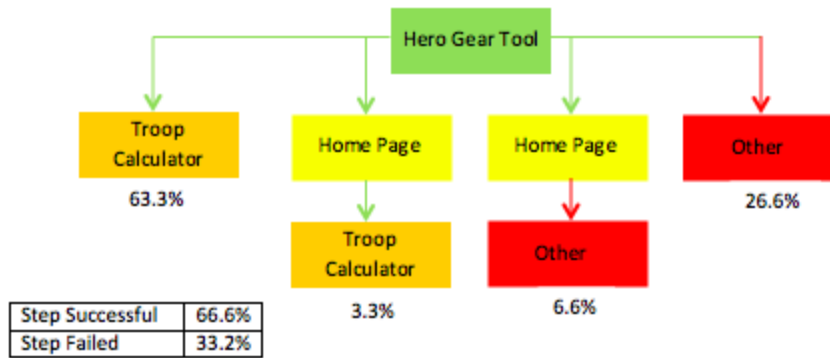 Hero Gear Tool
Troop
Calculator
63.3%
Home Page
Troop
Calculator
3.3%
Home Page
Other
6.6%
Other
26.6%
Step Successful 66.6%
Step Failed 33.2%